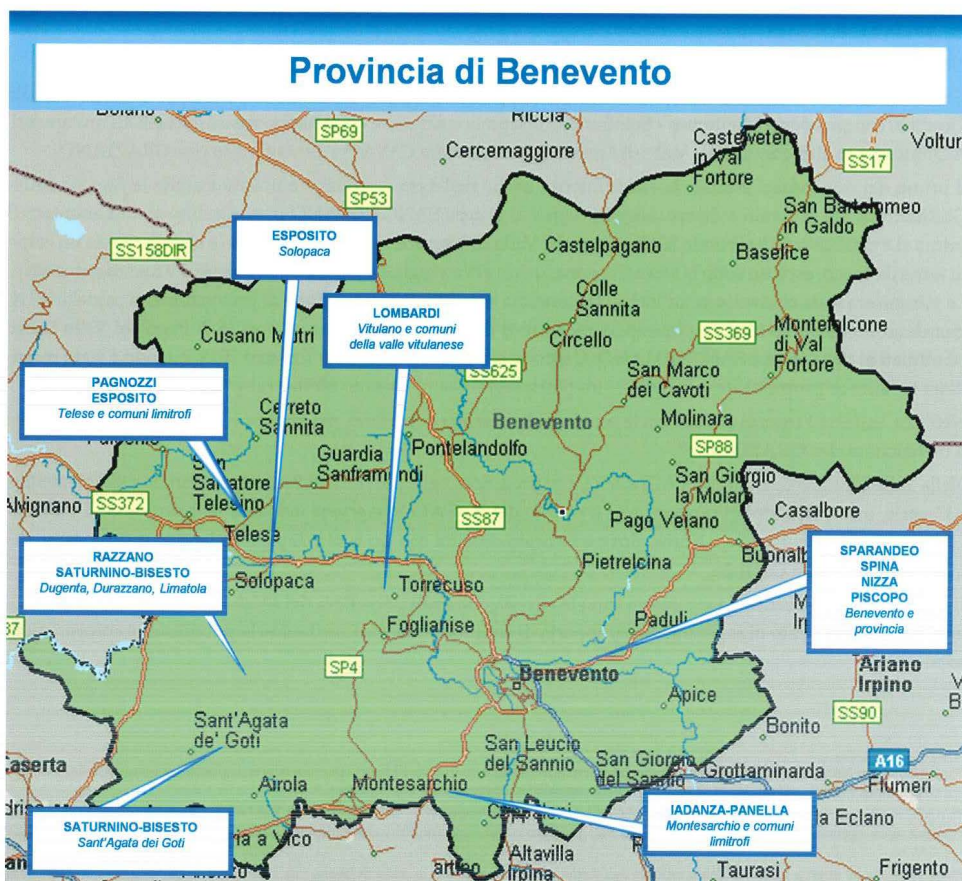 Provincia di Benevento
Riccia
SP69
Cercemaggiore
Castelvetere
in Val
Fortore
SS17
SP53
San Bartolomeo
in Galdo
SS158DIR
ESPOSITO
Solopaca
Castelpagano
Baselice
Colle
Sannita
LOMBARDI
Vitulano e comuni
della valle vitulanese
Cusano Mutri
Circello
SS369
Montefalcone
di Val
Fortore
SS625
San Marco
dei Cavoti
PAGNOZZI
ESPOSITO
Telese e comuni limitrofi
Cerreto
Sannita
Benevento
Molinara
Pontelandolfo
SP88
Guardia
Sanframondi
San
Salvatore
Telesino
San Giorgio
la Molara
Alvignano
SS372
SS87
Pago Veiano
Casalbore
Telese
RAZZANO
SATURNINO-BISESTO
Dugenta, Durazzano, Limatola
Solopaca
Torrecuso
Pietrelcina
Buonalb
SPARANDEO
SPINA
NIZZA
PISCOPO
Benevento e
provincia
Foglianise
Paduli
SP4
Benevento
Ariano
Irpino
Apice
SS90
Sant'Agata
de' Goti
San Leucio
del Sannio
Bonito
San Giorgio
del Sannio
Grottaminarda
A16
Flumeri
Caserta
Airola
Montesarchio
SATURNINO-BISESTO
Sant'Agata dei Goti
IADANZA-PANELLA
Montesarchio e comuni
limitrofi
la Eclano
ria a Vico
Altavilla
Irpina
Taurasi
Frigento